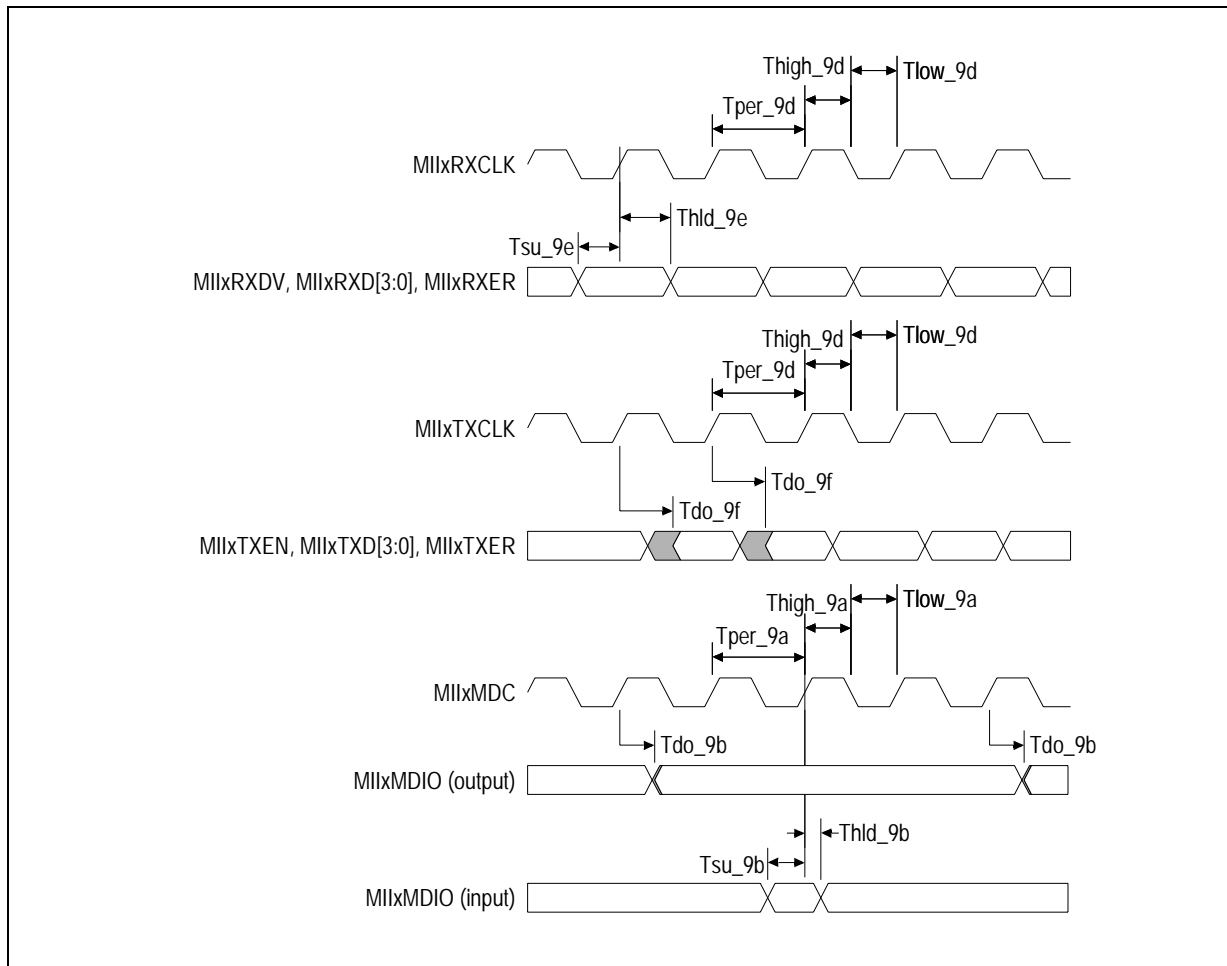 Thigh_9d Tlow_9d
Tper_9d
MIIxRXCLK
Thld_9e
Tsu_9e
MIIxRXDV, MIIxRXD[3:0], MIIxRXER
Thigh_9d Tlow_9d
Tper_9d
MIIxTXCLK
Tdo_9f
Tdo_9f
MIIxTXEN, MIIxTXD[3:0], MIIxTXER
Thigh_9a Tlow_9a
Tper_9a
MIIxMDC
Tdo_9b Tdo_9b
MIIxMDIO (output)
Thld_9b
Tsu_9b
MIIxMDIO (input)